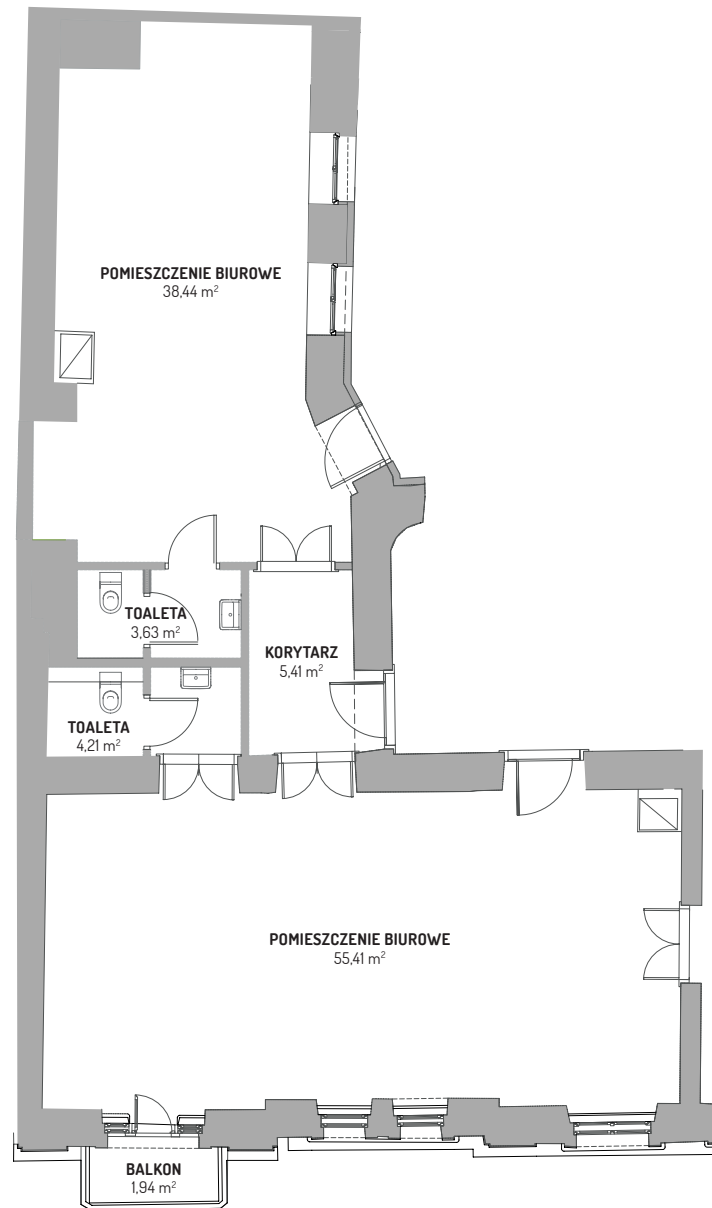 POMIESZCZENIE BIUROWE
38,44 m²
TOALETA
3,63 m²
KORYTARZ
5,41 m²
TOALETA
4,21 m²
POMIESZCZENIE BIUROWE
55,41 m²
BALKON
1,94 m²